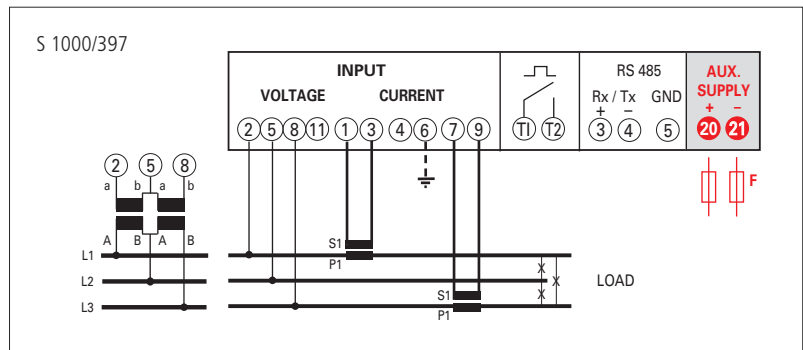 S 1000/397
INPUT
VOLTAGE CURRENT
2 5 8 11 1 3 4 6 7 9
T1 T2
RS 485
Rx / Tx GND
+ −
3 4 5
AUX.
SUPPLY
+ −
20 21
F
2 5 8
a b a b
A B A B
L1
L2
L3
S1
P1
S1
P1
X
X
X
LOAD